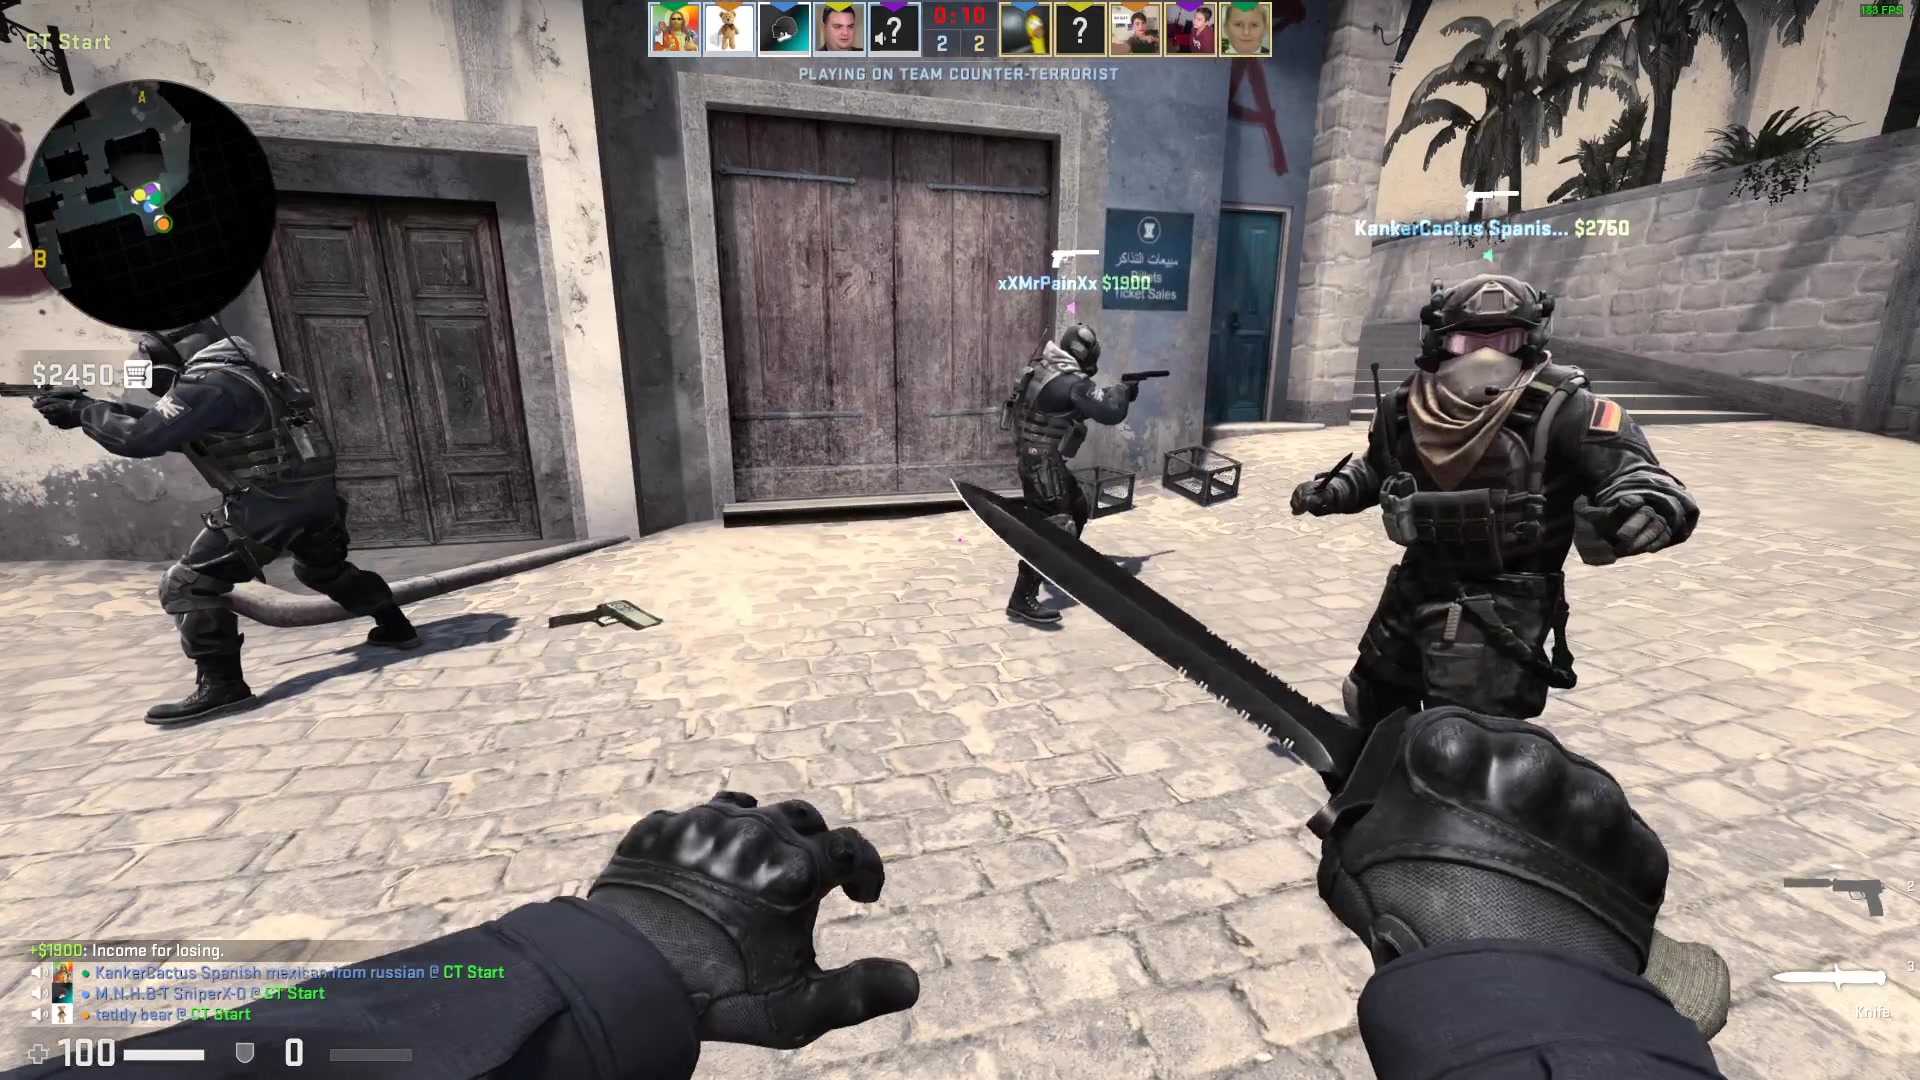 183 FPS
CT Start
0:10
2 2
? ?
PLAYING ON TEAM COUNTER-TERRORIST
A
B
$2450
KankerCactus Spanis... $2750
xXMrPainXx $1900
مبيعات التذاكر
Billets
Ticket Sales
A
+$1900: Income for losing.
KankerCactus Spanish mexican from russian @ CT Start
M.N.H.B-T SniperX-D @ CT Start
teddy bear @ CT Start
100
0
2
3
Knife